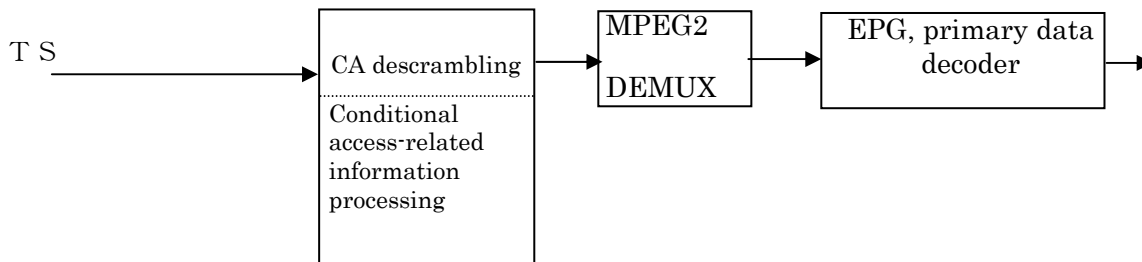 T S
CA descrambling
Conditional
access-related
information
processing
MPEG2
DEMUX
EPG, primary data
decoder